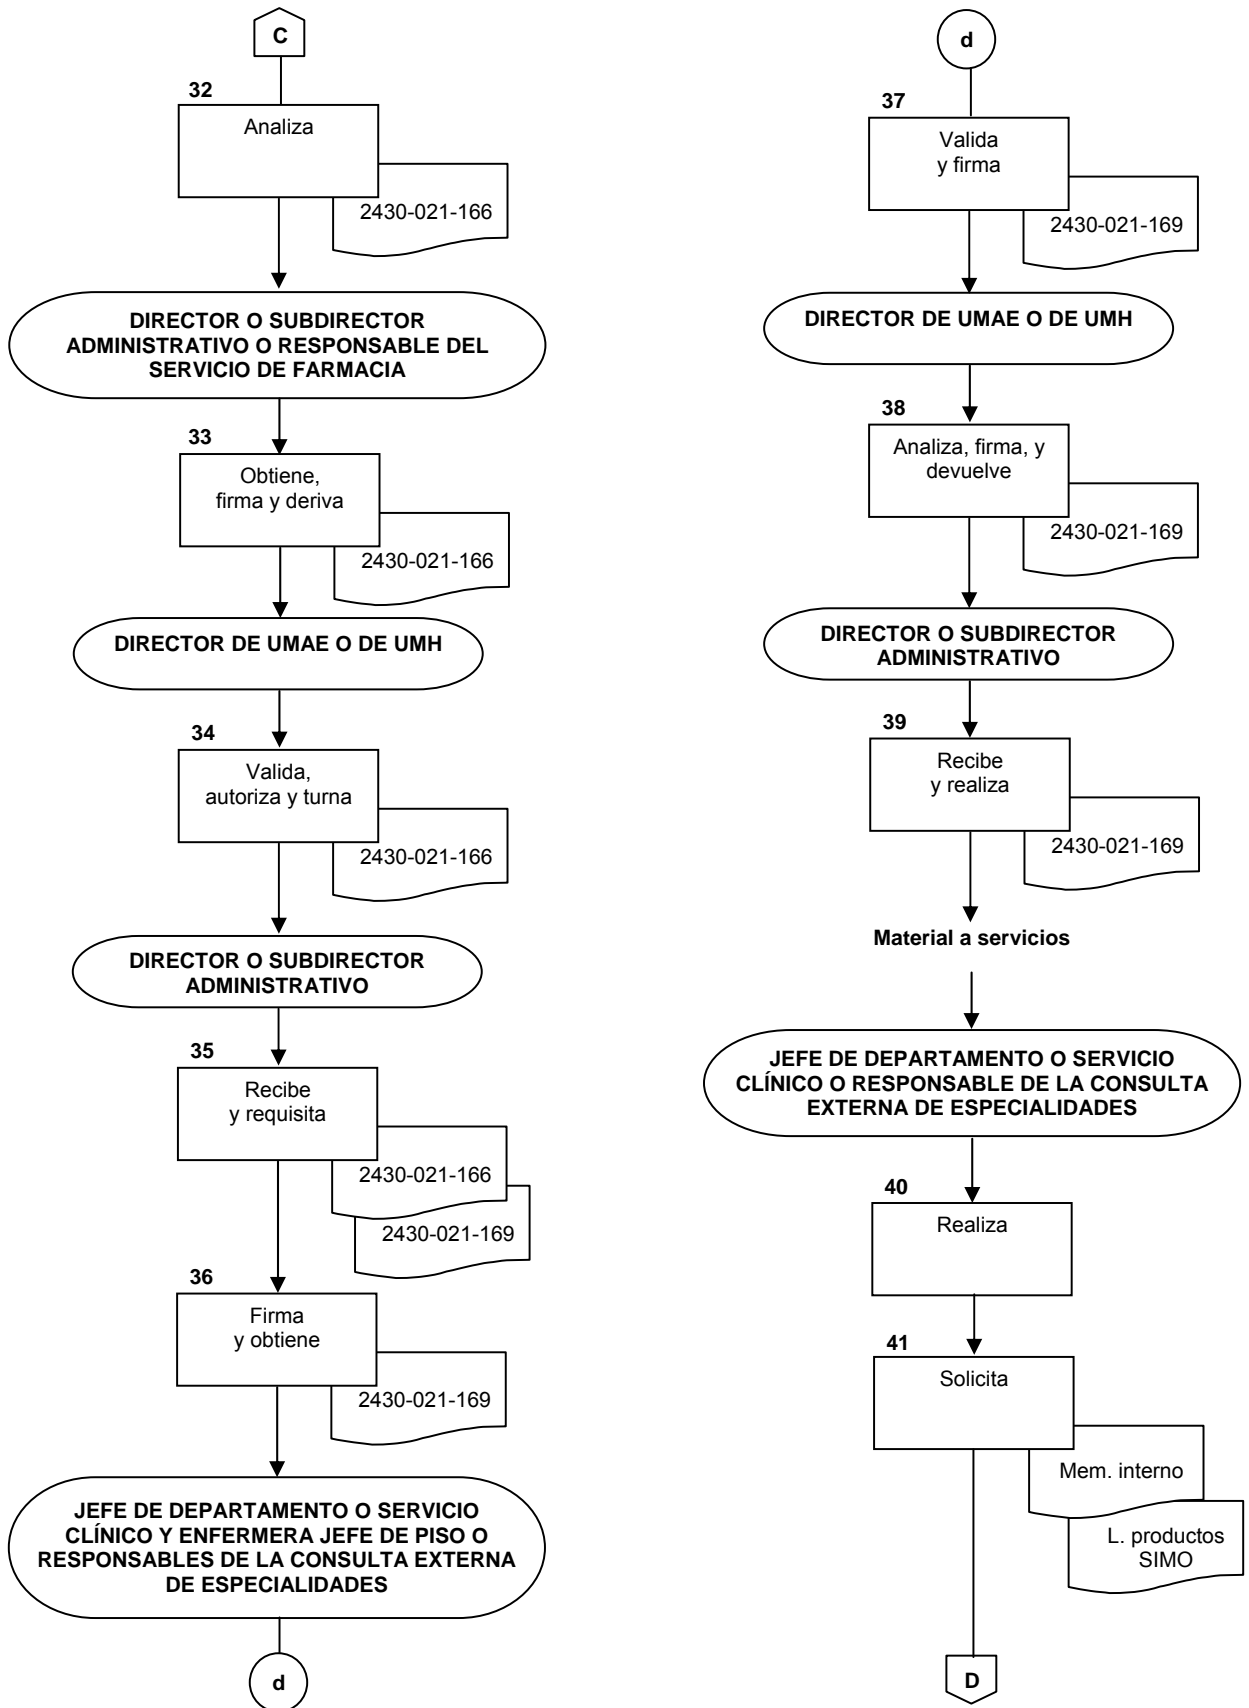 C
32
Analiza
2430-021-166
DIRECTOR O SUBDIRECTOR
ADMINISTRATIVO O RESPONSABLE DEL
SERVICIO DE FARMACIA
33
Obtiene,
firma y deriva
2430-021-166
DIRECTOR DE UMAE O DE UMH
34
Valida,
autoriza y turna
2430-021-166
DIRECTOR O SUBDIRECTOR
ADMINISTRATIVO
35
Recibe
y requisita
2430-021-166
2430-021-169
36
Firma
y obtiene
2430-021-169
JEFE DE DEPARTAMENTO O SERVICIO
CLÍNICO Y ENFERMERA JEFE DE PISO O
RESPONSABLES DE LA CONSULTA EXTERNA
DE ESPECIALIDADES
d
d
37
Valida
y firma
2430-021-169
DIRECTOR DE UMAE O DE UMH
38
Analiza, firma, y
devuelve
2430-021-169
DIRECTOR O SUBDIRECTOR
ADMINISTRATIVO
39
Recibe
y realiza
2430-021-169
Material a servicios
JEFE DE DEPARTAMENTO O SERVICIO
CLÍNICO O RESPONSABLE DE LA CONSULTA
EXTERNA DE ESPECIALIDADES
40
Realiza
41
Solicita
Mem. interno
L. productos
SIMO
D